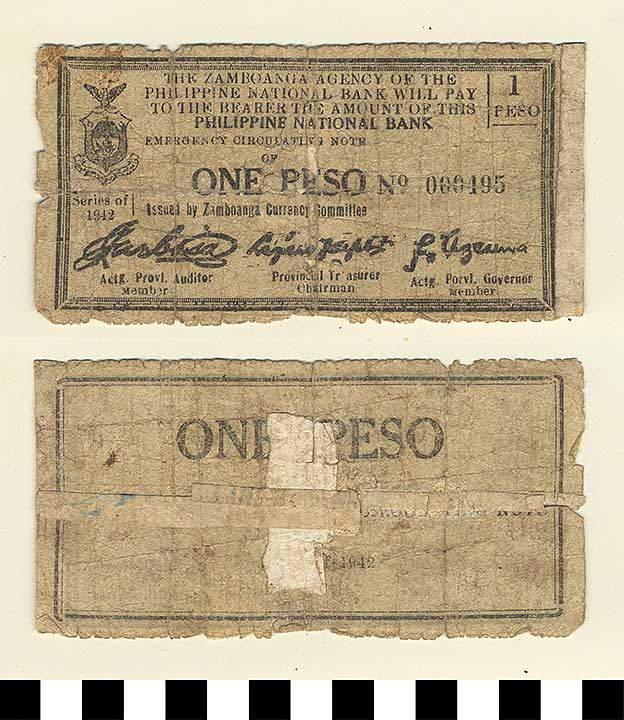 THE ZAMBOANGA AGENCY OF THE
PHILIPPINE NATIONAL BANK WILL PAY
TO THE BEARER THE AMOUNT OF THIS
PHILIPPINE NATIONAL BANK
1
PESO
EMERGENCY CIRCULATING NOTE
OF
ONE PESO No 000495
Series of
1942
Issued by Zamboanga Currency Committee
Actg. Provl. Auditor
Member
Provincial Treasurer
Chairman
Actg. Porvl. Governor
Member
ONE PESO
1942